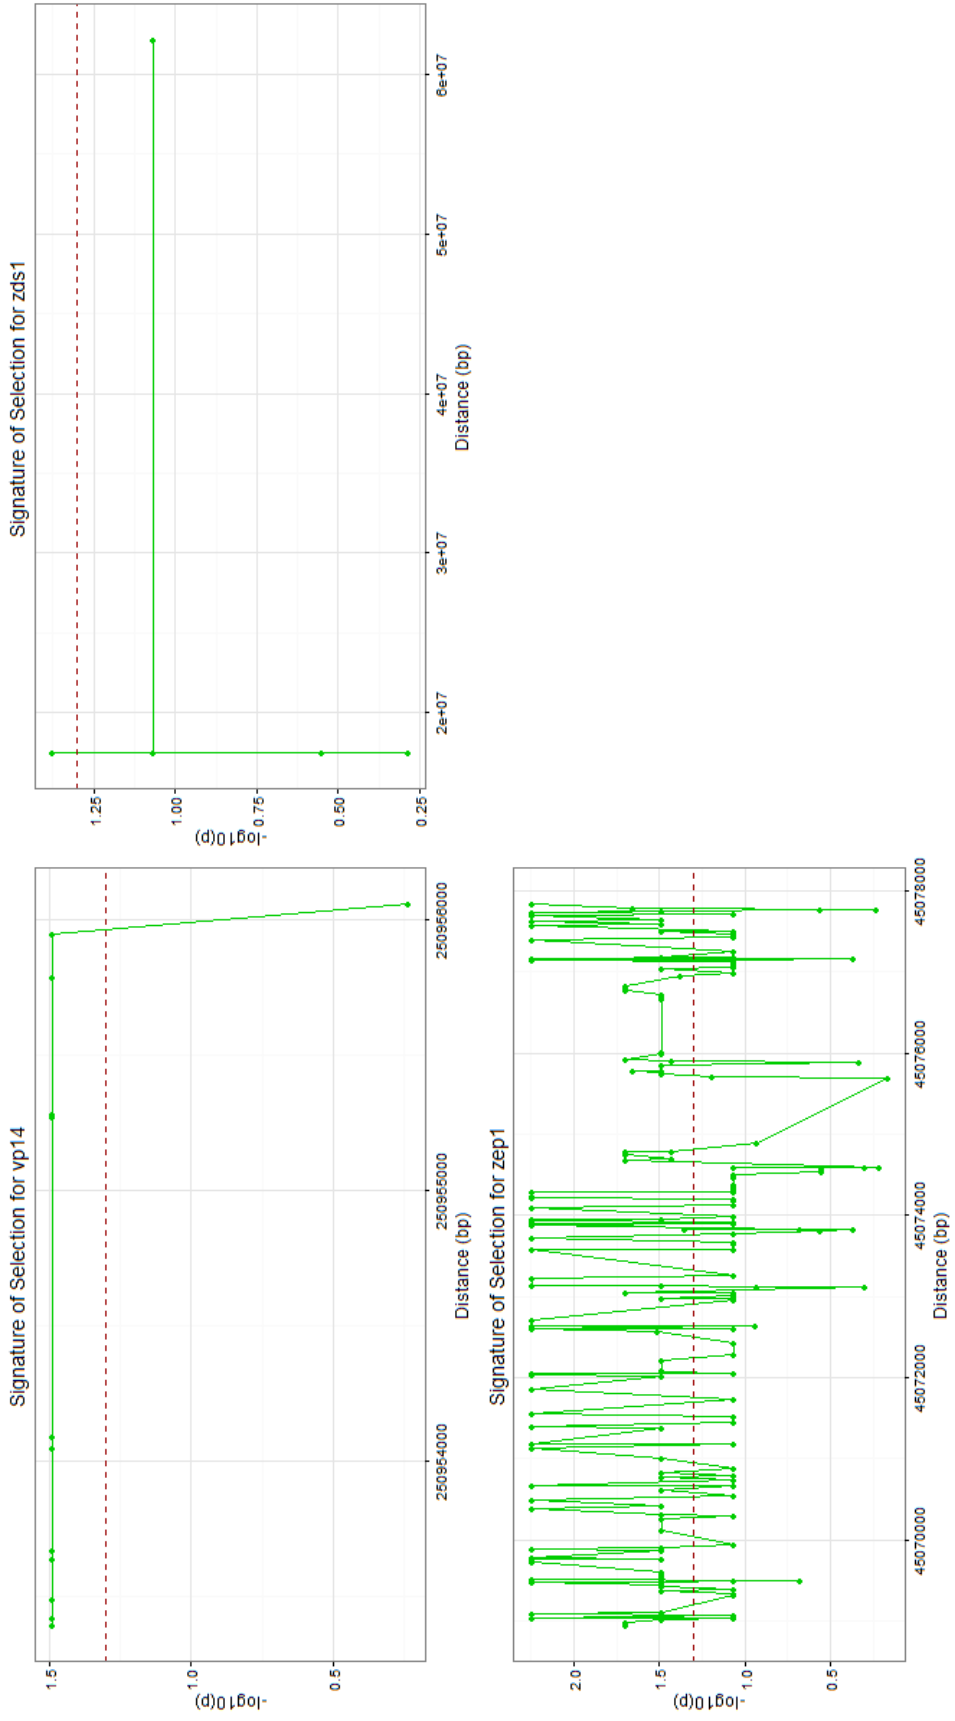 Signature of Selection for vp14
-log10(p)
1.5
1.0
0.5
250954000
250955000
250956000
Distance (bp)
Signature of Selection for zds1
-log10(p)
1.25
1.00
0.75
0.50
0.25
2e+07
3e+07
4e+07
5e+07
6e+07
Distance (bp)
Signature of Selection for zep1
-log10(p)
2.0
1.5
1.0
0.5
45070000
45072000
45074000
45076000
45078000
Distance (bp)